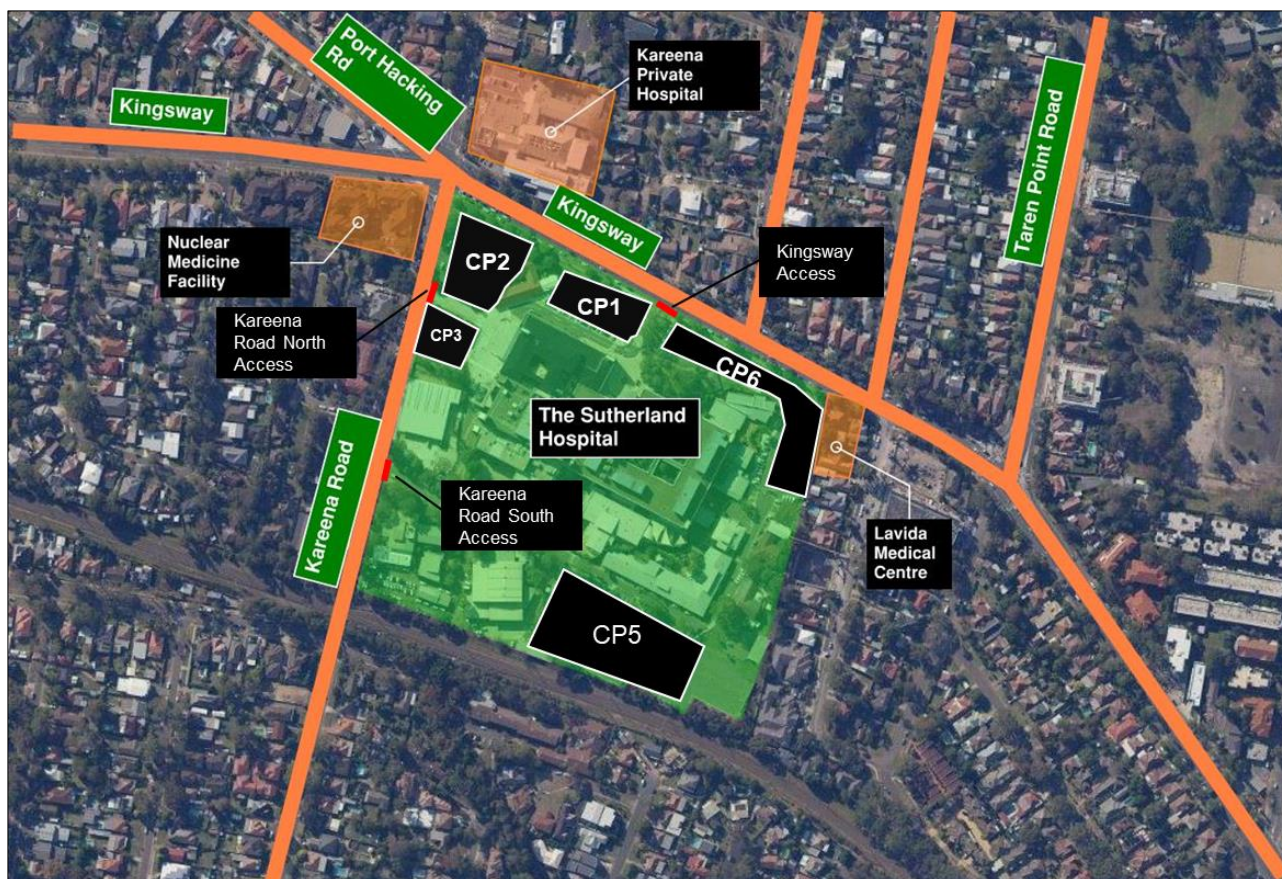 Port Hacking
Rd
Kingsway
Kareena
Private
Hospital
Taren Point Road
Kingsway
Nuclear
Medicine
Facility
CP2
Kingsway
Access
CP1
Kareena
Road North
Access
CP3
CP6
The Sutherland
Hospital
Kareena Road
Kareena
Road South
Access
Lavida
Medical
Centre
CP5